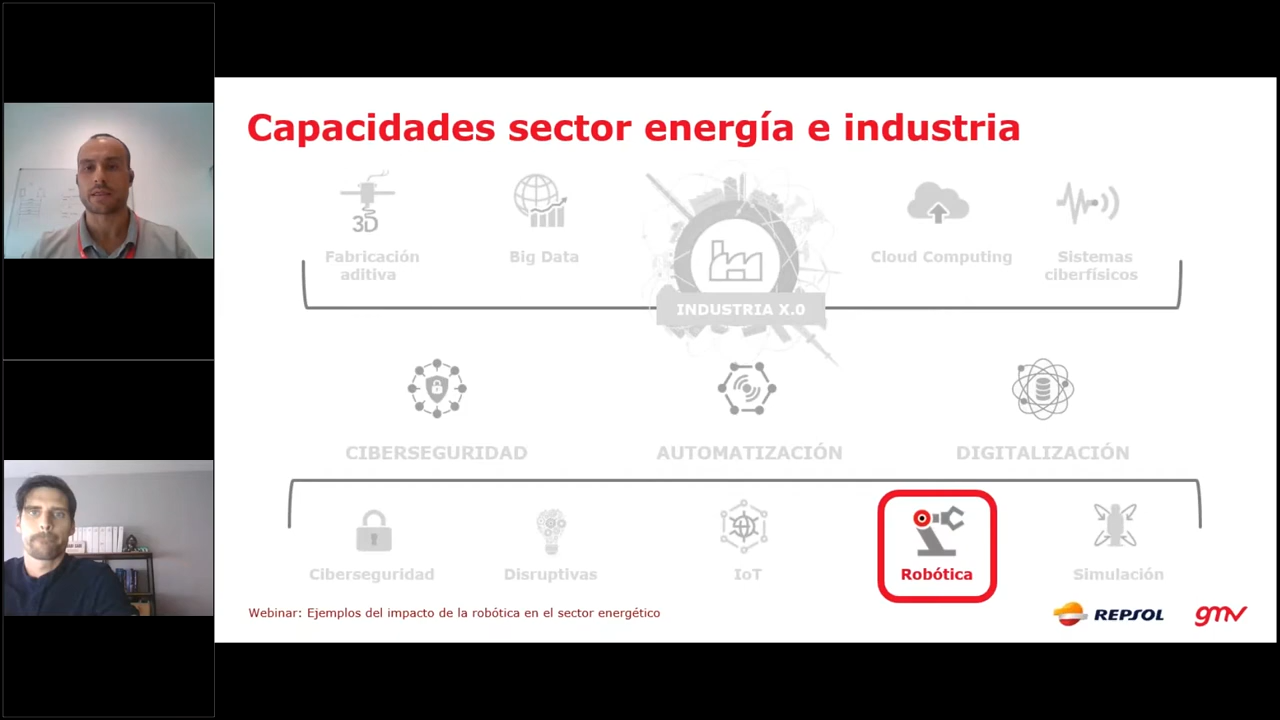 Capacidades sector energía e industria
3D
Fabricación
aditiva
Big Data
Cloud Computing
Sistemas
ciberfísicos
INDUSTRIA X.0
CIBERSEGURIDAD
AUTOMATIZACIÓN
DIGITALIZACIÓN
Ciberseguridad
Disruptivas
IoT
Robótica
Simulación
Webinar: Ejemplos del impacto de la robótica en el sector energético
REPSOL
gmv